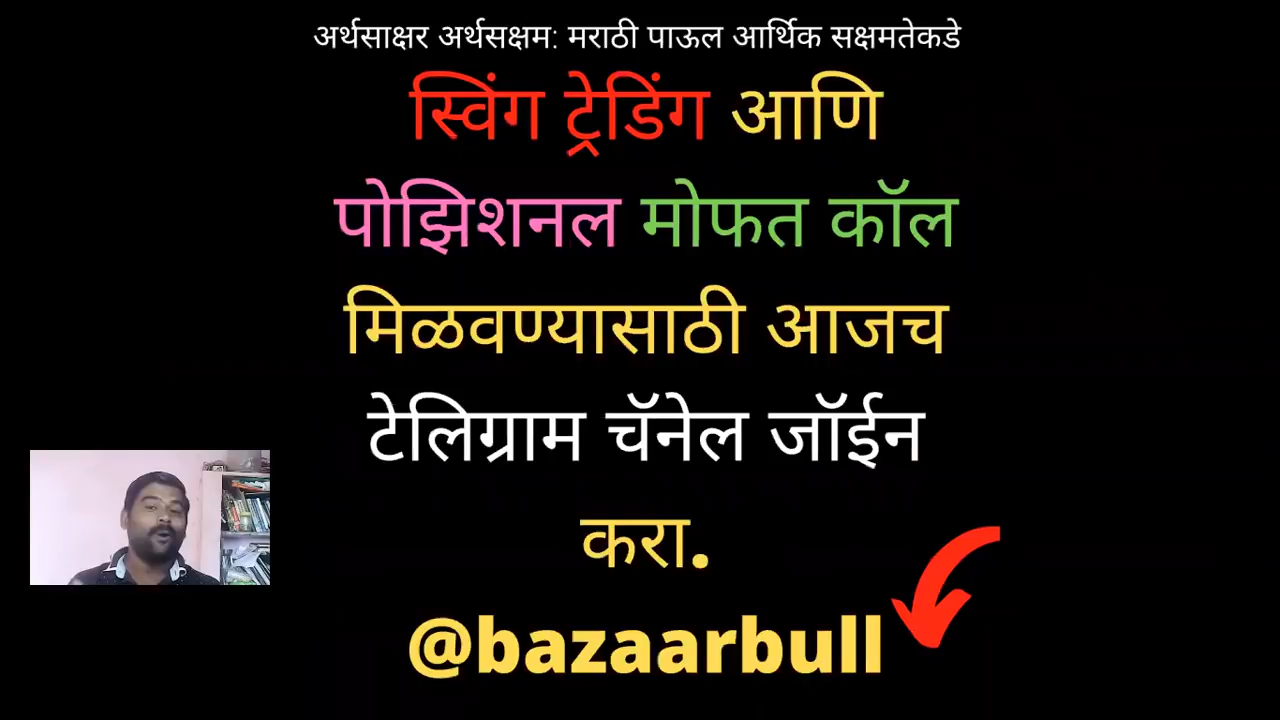 अर्थसाक्षर अर्थसक्षम: मराठी पाऊल आर्थिक सक्षमतेकडे
स्विंग ट्रेडिंग आणि
पोझिशनल मोफत कॉल
मिळवण्यासाठी आजच
टेलिग्राम चॅनेल जॉईन
करा.
@bazaarbull